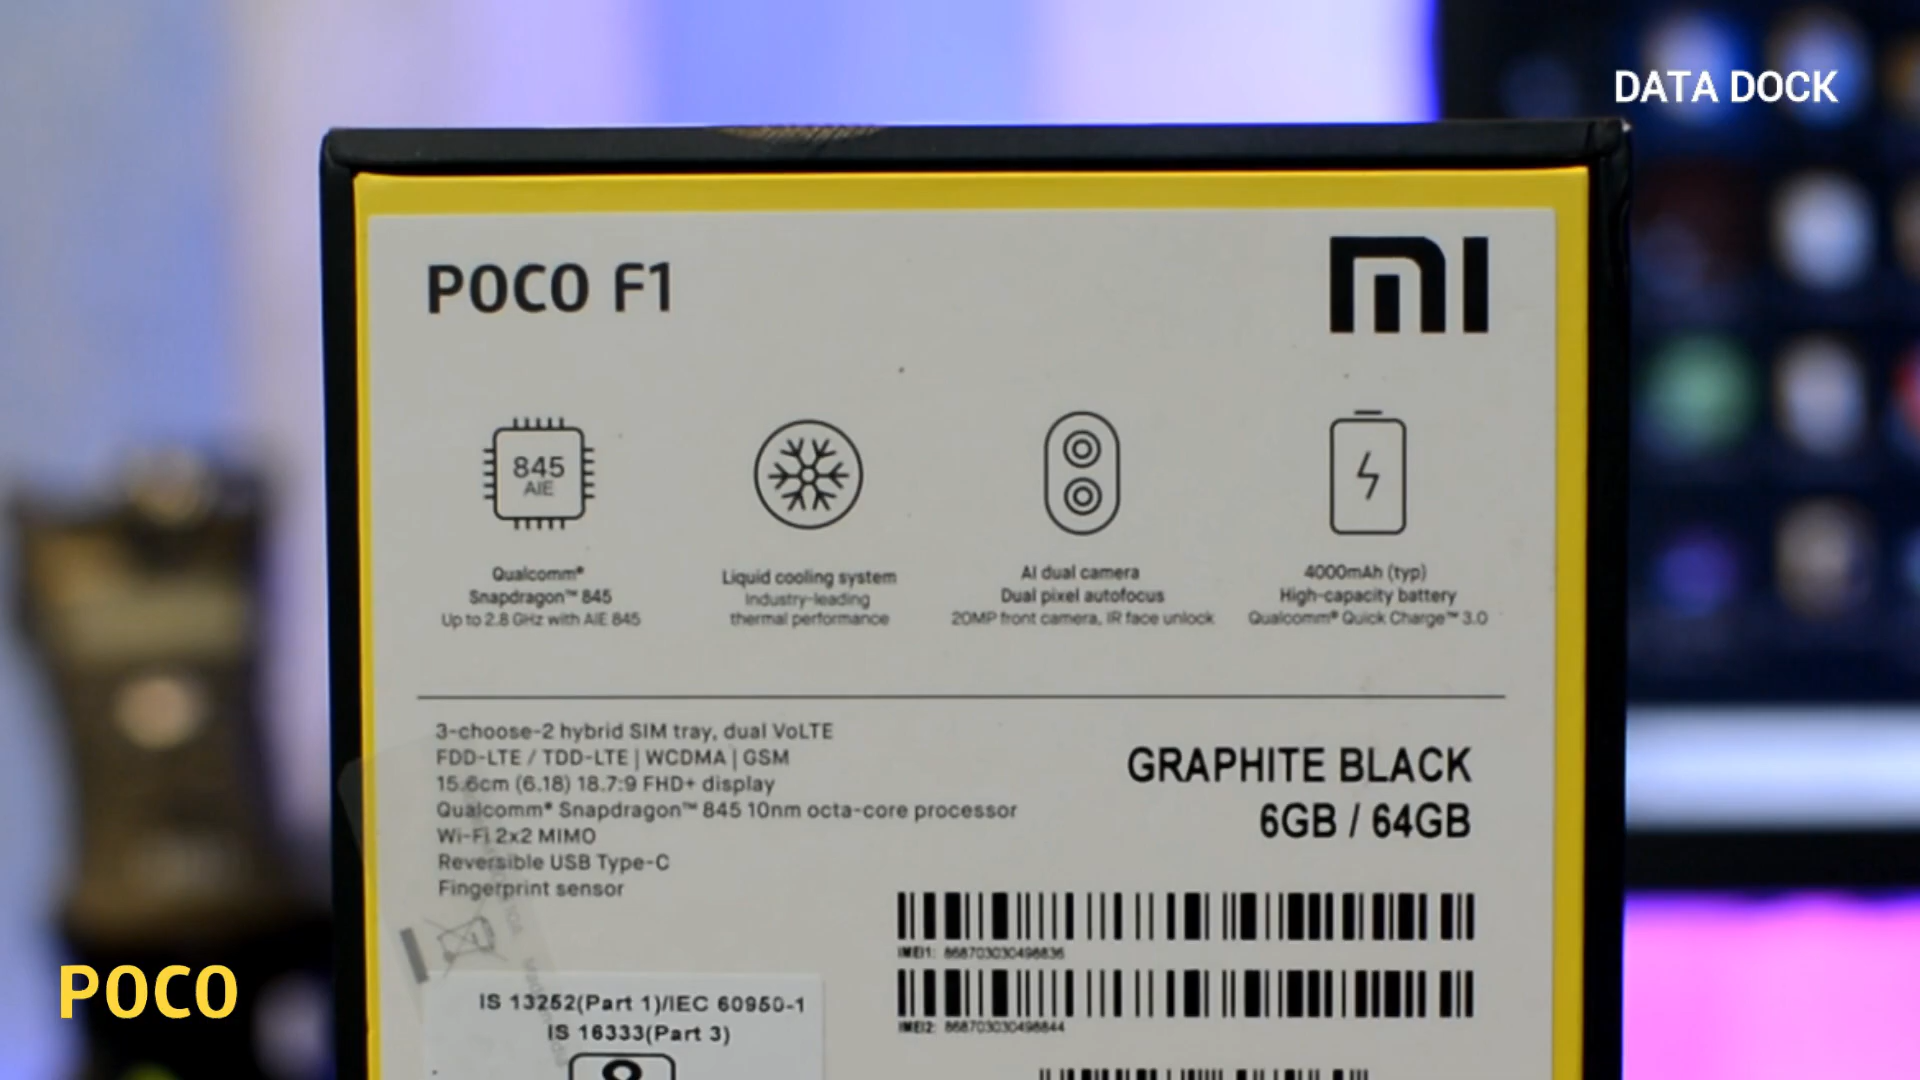 DATA DOCK
POCO F1
mi
845
AIE
Qualcomm®
Snapdragon™ 845
Up to 2.8 GHz with AIE 845
Liquid cooling system
Industry-leading
thermal performance
AI dual camera
Dual pixel autofocus
20MP front camera, IR face unlock
4000mAh (typ)
High-capacity battery
Qualcomm® Quick Charge™ 3.0
3-choose-2 hybrid SIM tray, dual VoLTE
FDD-LTE / TDD-LTE | WCDMA | GSM
15.6cm (6.18) 18.7:9 FHD+ display
Qualcomm® Snapdragon™ 845 10nm octa-core processor
Wi-Fi 2x2 MIMO
Reversible USB Type-C
Fingerprint sensor
GRAPHITE BLACK
6GB / 64GB
IMEI1: 868703030498836
IMEI2: 868703030498844
IS 13252(Part 1)/IEC 60950-1
IS 16333(Part 3)
POCO